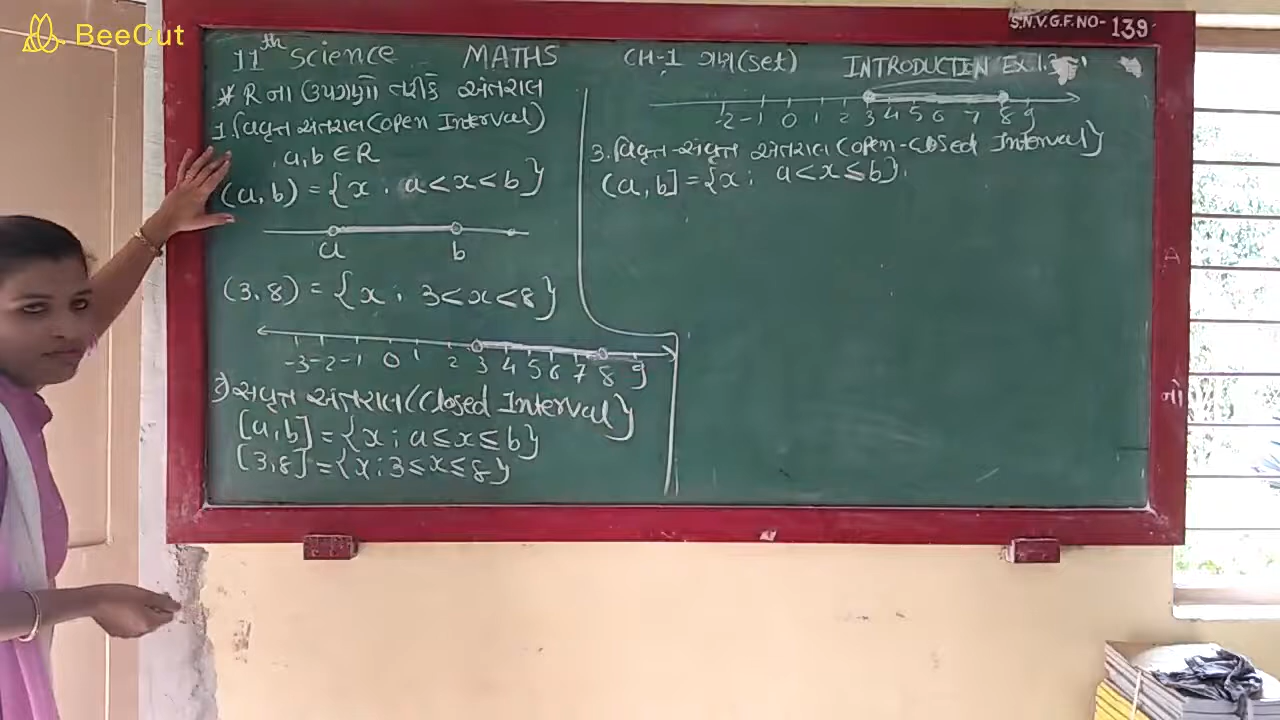 BeeCut
S.N.V.G.F.NO- 139
11th Science MATHS CH-1 ગણ(Set) INTRODUCTION Ex 1.3
* R ના ઉપગણો તરીકે અંતરાલ
1. વિવૃત્ત અંતરાલ (open Interval)
a, b ∈ R
(a, b) = {x ; a < x < b}
a b
(3, 8) = {x ; 3 < x < 8}
-3 -2 -1 0 1 2 3 4 5 6 7 8 9
2) સંવૃત્ત અંતરાલ (Closed Interval)
[a, b] = {x ; a ≤ x ≤ b}
[3, 8] = {x ; 3 ≤ x ≤ 8}
-2 -1 0 1 2 3 4 5 6 7 8 9
3. વિવૃત્ત-સંવૃત્ત અંતરાલ (open-closed Interval)
(a, b] = {x ; a < x ≤ b}.
A
નો